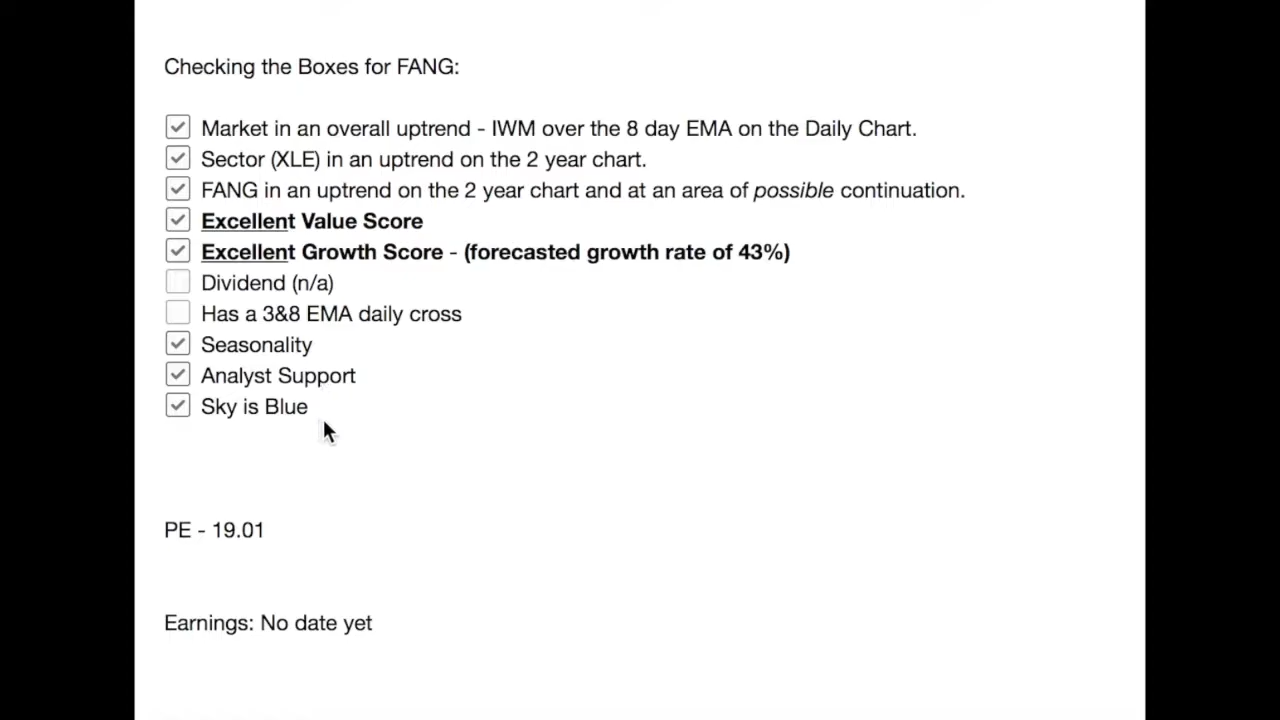 Checking the Boxes for FANG:
Market in an overall uptrend - IWM over the 8 day EMA on the Daily Chart.
Sector (XLE) in an uptrend on the 2 year chart.
FANG in an uptrend on the 2 year chart and at an area of possible continuation.
Excellent Value Score
Excellent Growth Score - (forecasted growth rate of 43%)
Dividend (n/a)
Has a 3&8 EMA daily cross
Seasonality
Analyst Support
Sky is Blue
PE - 19.01
Earnings: No date yet